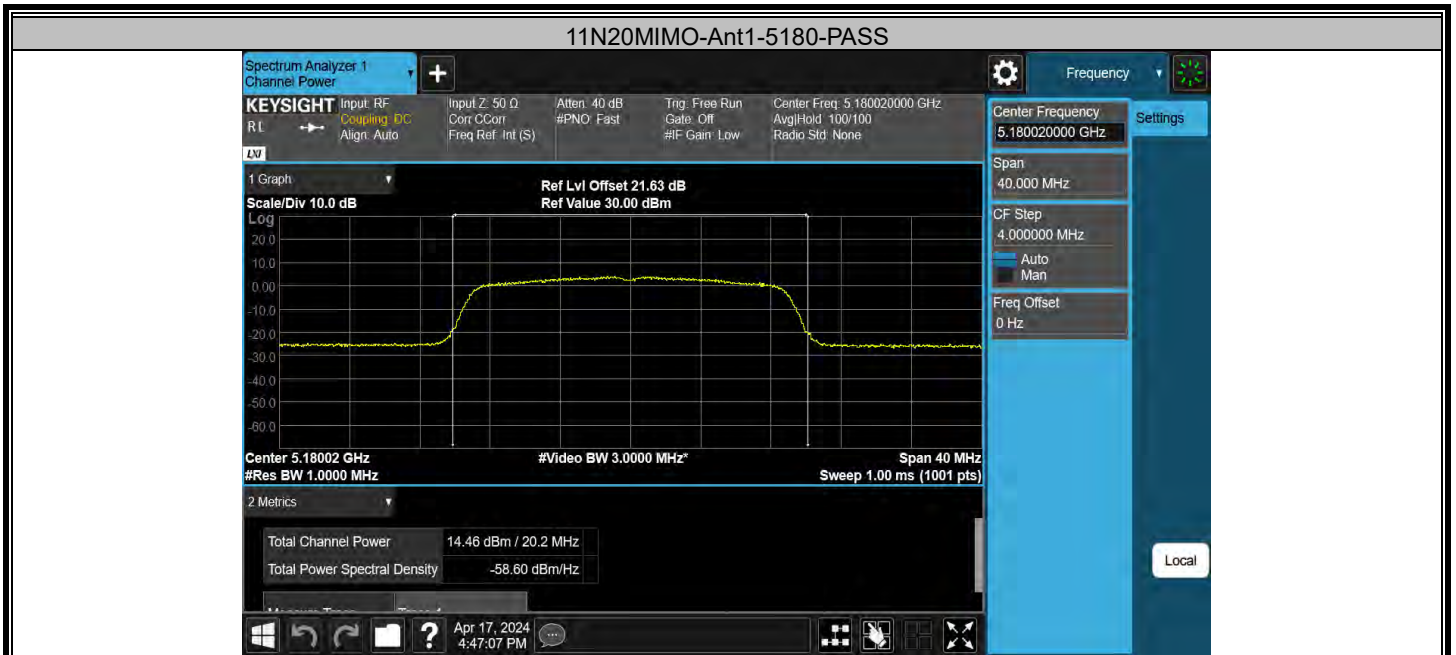 11N20MIMO-Ant1-5180-PASS
Spectrum Analyzer 1
Channel Power
+
Frequency
KEYSIGHT Input: RF Input Z: 50 Ω Atten: 40 dB Trig: Free Run Center Freq: 5.180020000 GHz
RL Coupling: DC Corr CCorr #PNO: Fast Gate: Off Avg|Hold: 100/100
Align: Auto Freq Ref: Int (S) #IF Gain: Low Radio Std: None
LXI
Center Frequency
5.180020000 GHz
Settings
Span
40.000 MHz
CF Step
4.000000 MHz
Auto
Man
Freq Offset
0 Hz
1 Graph
Ref Lvl Offset 21.63 dB
Scale/Div 10.0 dB Ref Value 30.00 dBm
Log
20.0
10.0
0.00
-10.0
-20.0
-30.0
-40.0
-50.0
-60.0
Center 5.18002 GHz #Video BW 3.0000 MHz* Span 40 MHz
#Res BW 1.0000 MHz Sweep 1.00 ms (1001 pts)
2 Metrics
Total Channel Power 14.46 dBm / 20.2 MHz
Total Power Spectral Density -58.60 dBm/Hz
Local
? Apr 17, 2024
4:47:07 PM